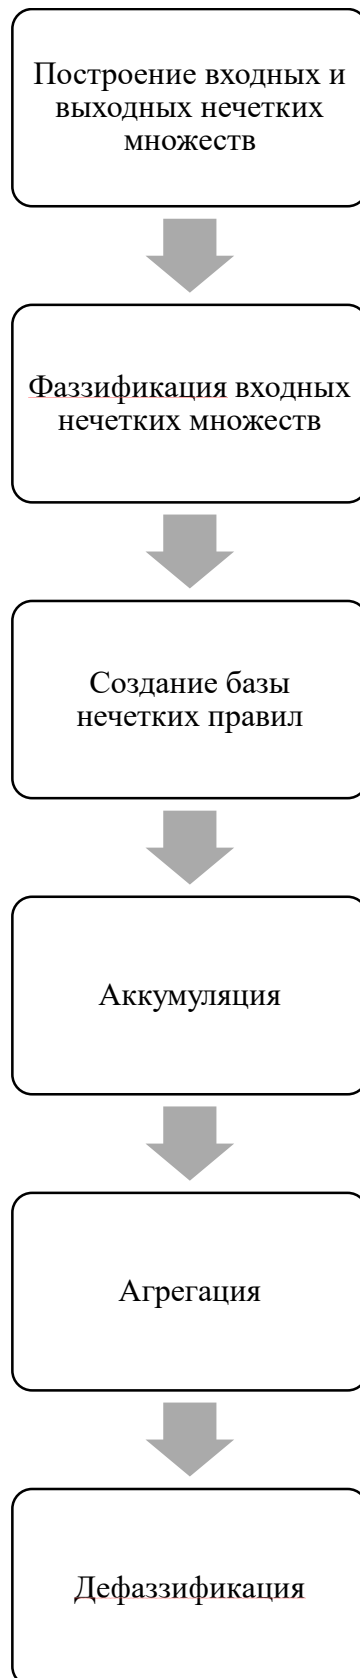 Построение входных и
выходных нечетких
множеств
Фаззификация входных
нечетких множеств
Создание базы
нечетких правил
Аккумуляция
Агрегация
Дефаззификация